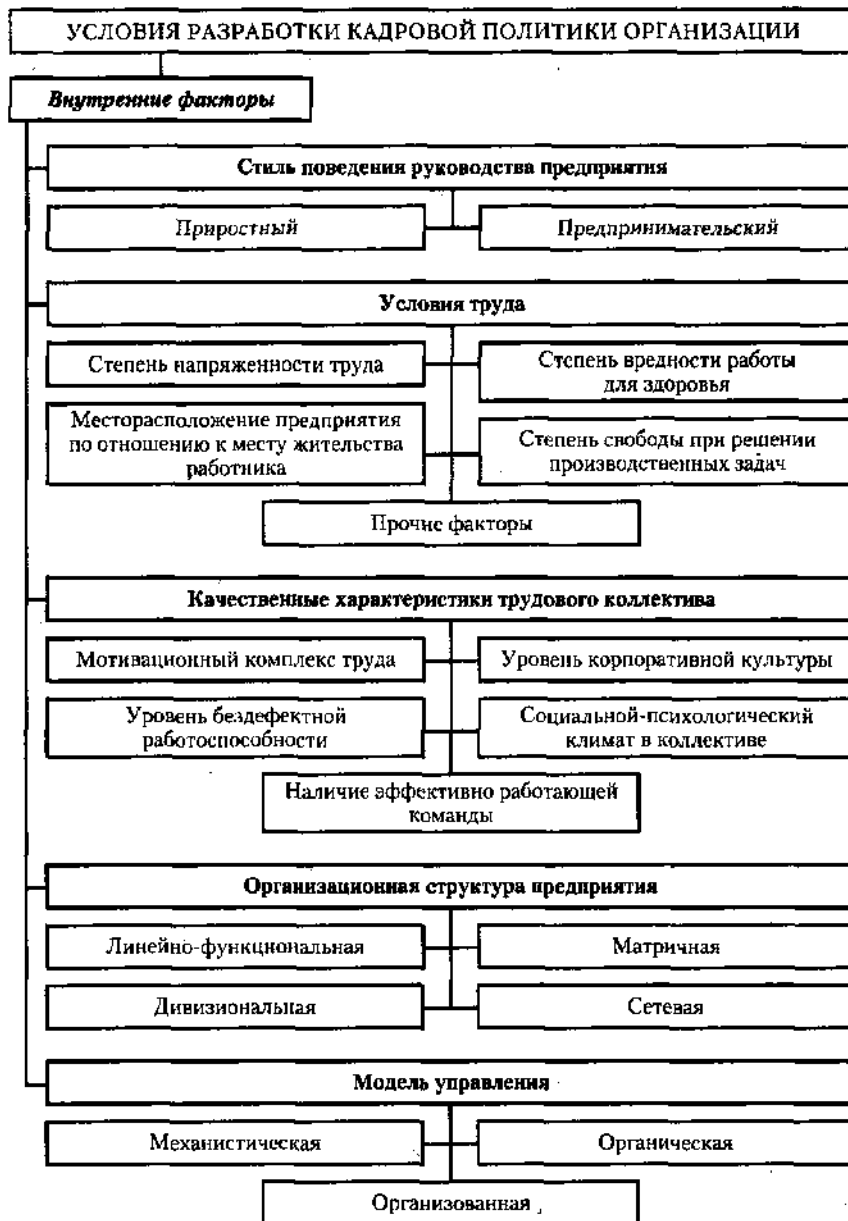 УСЛОВИЯ РАЗРАБОТКИ КАДРОВОЙ ПОЛИТИКИ ОРГАНИЗАЦИИ
Внутренние факторы
Стиль поведения руководства предприятия
Приростный
Предпринимательский
Условия труда
Степень напряженности труда
Степень вредности работы
для здоровья
Месторасположение предприятия
по отношению к месту жительства
работника
Степень свободы при решении
производственных задач
Прочие факторы
Качественные характеристики трудового коллектива
Мотивационный комплекс труда
Уровень корпоративной культуры
Уровень бездефектной
работоспособности
Социальной-психологический
климат в коллективе
Наличие эффективно работающей
команды
Организационная структура предприятия
Линейно-функциональная
Матричная
Дивизиональная
Сетевая
Модель управления
Механистическая
Органическая
Организованная